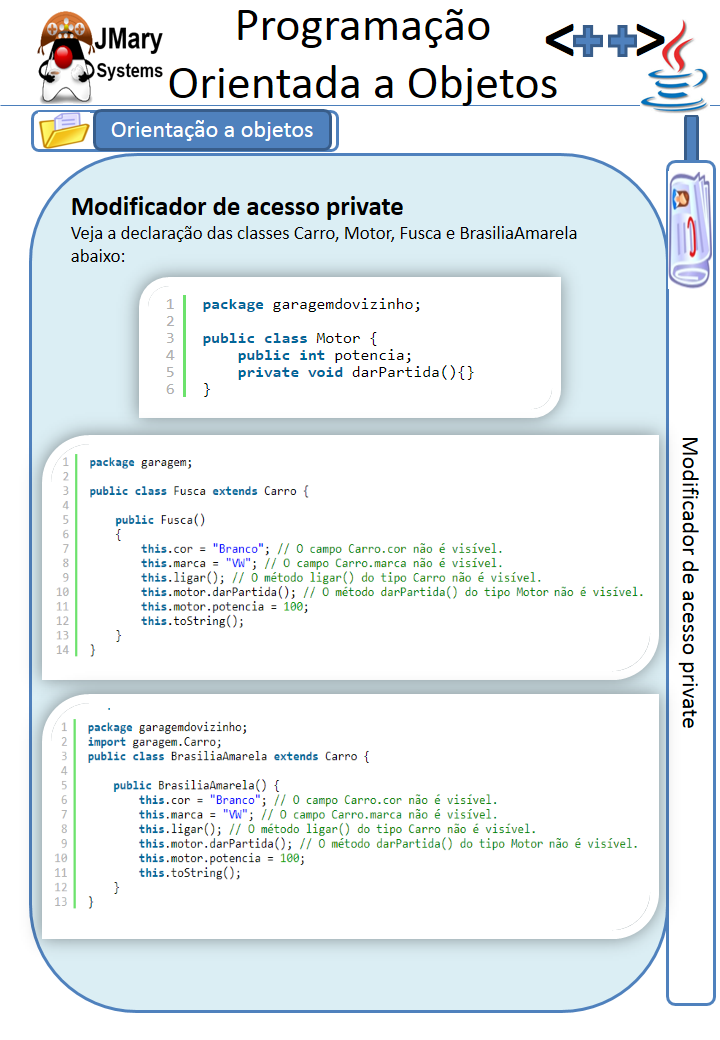 JMary
Systems
Programação
Orientada a Objetos
<++>
Orientação a objetos
Modificador de acesso private
Veja a declaração das classes Carro, Motor, Fusca e BrasiliaAmarela
abaixo:
1 package garagemdovizinho;
2
3 public class Motor {
4 public int potencia;
5 private void darPartida(){}
6 }
1 package garagem;
2
3 public class Fusca extends Carro {
4
5 public Fusca()
6 {
7 this.cor = "Branco"; // O campo Carro.cor não é visível.
8 this.marca = "VW"; // O campo Carro.marca não é visível.
9 this.ligar(); // O método ligar() do tipo Carro não é visível.
10 this.motor.darPartida(); // O método darPartida() do tipo Motor não é visível.
11 this.motor.potencia = 100;
12 this.toString();
13 }
14 }
.
1 package garagemdovizinho;
2 import garagem.Carro;
3 public class BrasiliaAmarela extends Carro {
4
5 public BrasiliaAmarela() {
6 this.cor = "Branco"; // O campo Carro.cor não é visível.
7 this.marca = "VW"; // O campo Carro.marca não é visível.
8 this.ligar(); // O método ligar() do tipo Carro não é visível.
9 this.motor.darPartida(); // O método darPartida() do tipo Motor não é visível.
10 this.motor.potencia = 100;
11 this.toString();
12 }
13 }
Modificador de acesso private